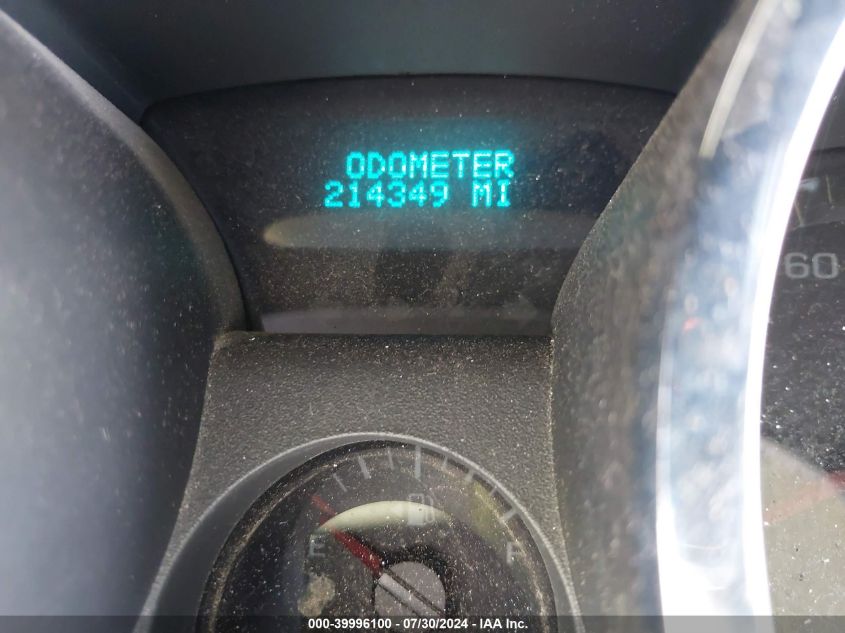 ODOMETER
214349 MI
60
E
F
000-39996100 - 07/30/2024 - IAA Inc.